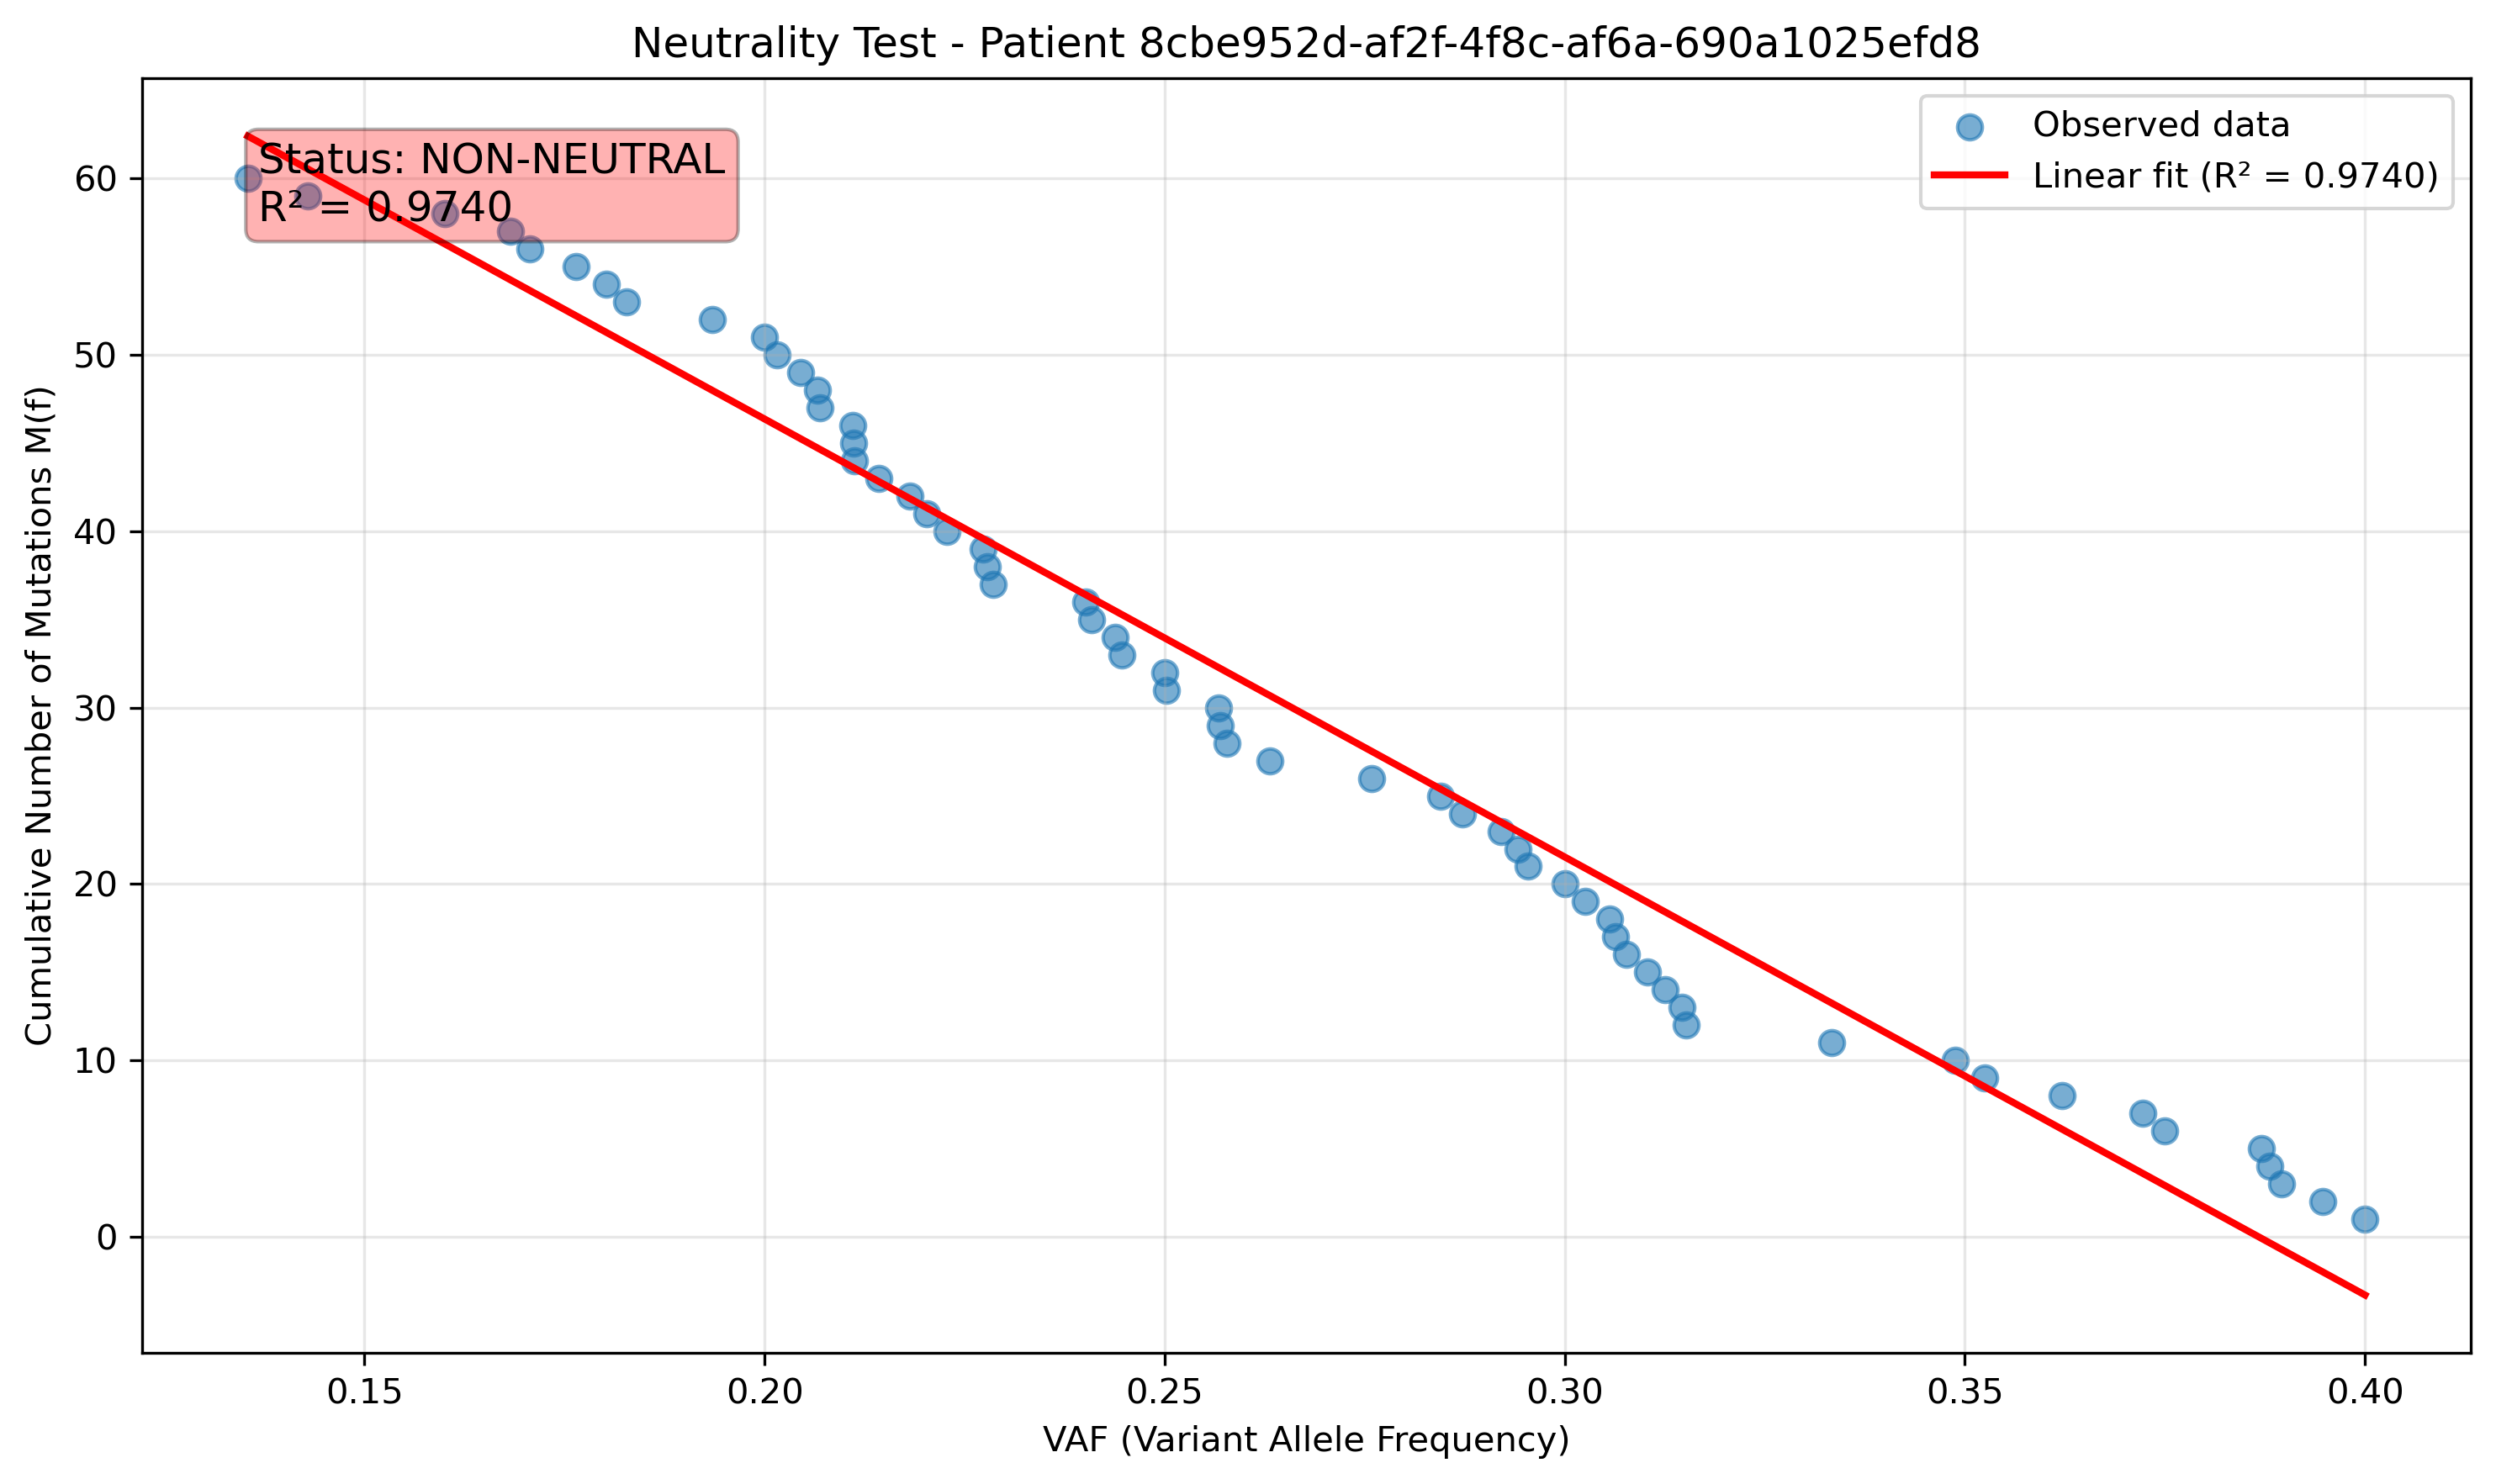 Neutrality Test - Patient 8cbe952d-af2f-4f8c-af6a-690a1025efd8
Status: NON-NEUTRAL
R² = 0.9740
Observed data
Linear fit (R² = 0.9740)
Cumulative Number of Mutations M(f)
60
50
40
30
20
10
0
0.15
0.20
0.25
0.30
0.35
0.40
VAF (Variant Allele Frequency)